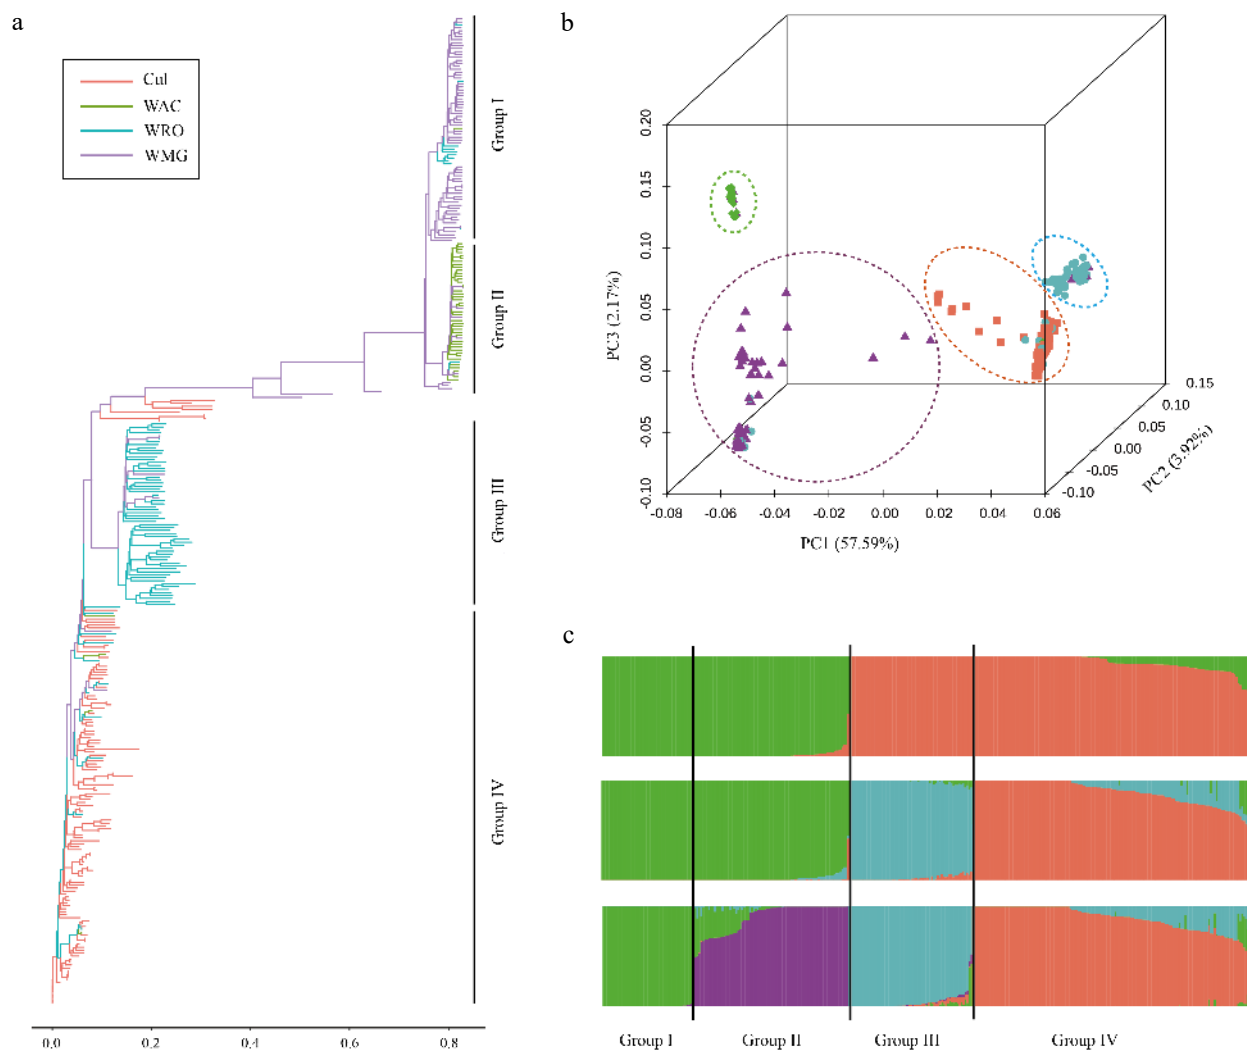 a
Cul
WAC
WRO
WMG
Group I
Group II
Group III
Group IV
0.0 0.2 0.4 0.6 0.8
b
0.20
0.15
0.10
0.05
0.00
-0.05
-0.10
PC3 (2.17%)
-0.08 -0.06 -0.04 -0.02 0.00 0.02 0.04 0.06
PC1 (57.59%)
0.15
0.10
0.05
0.00
-0.05
-0.10
PC2 (3.92%)
c
Group I Group II Group III Group IV